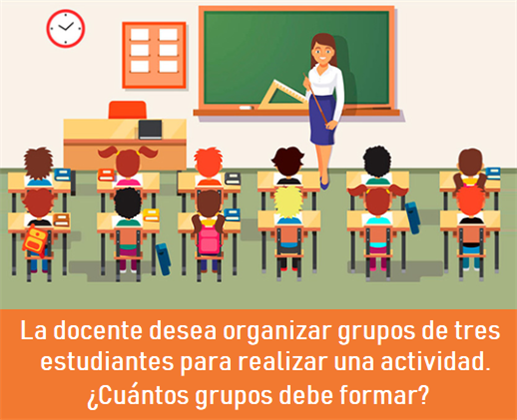 La docente desea organizar grupos de tres
estudiantes para realizar una actividad.
¿Cuántos grupos debe formar?